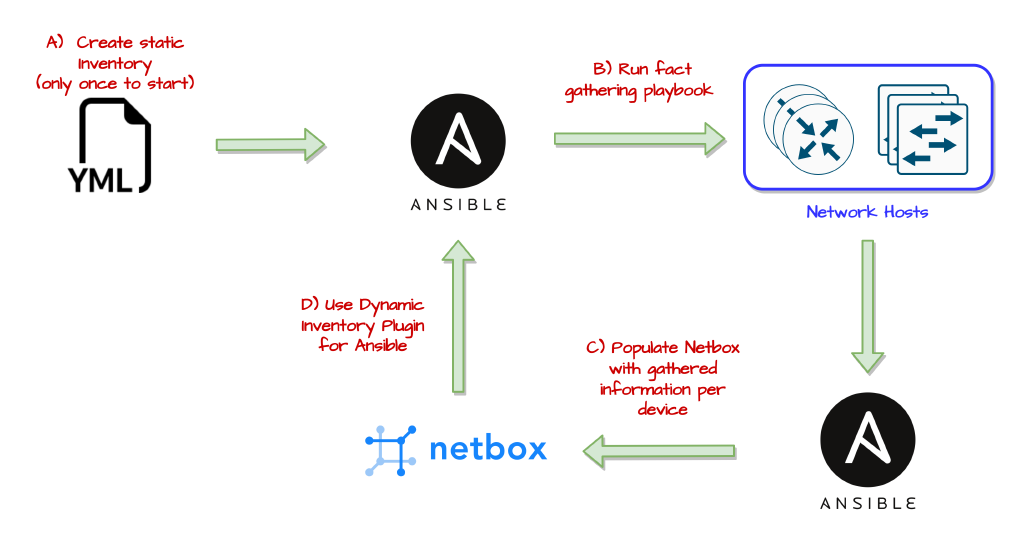 A) Create static
Inventory
(only once to start)
YML
ANSIBLE
B) Run fact
gathering playbook
Network Hosts
D) Use Dynamic
Inventory Plugin
for Ansible
C) Populate Netbox
with gathered
information per
device
netbox
ANSIBLE